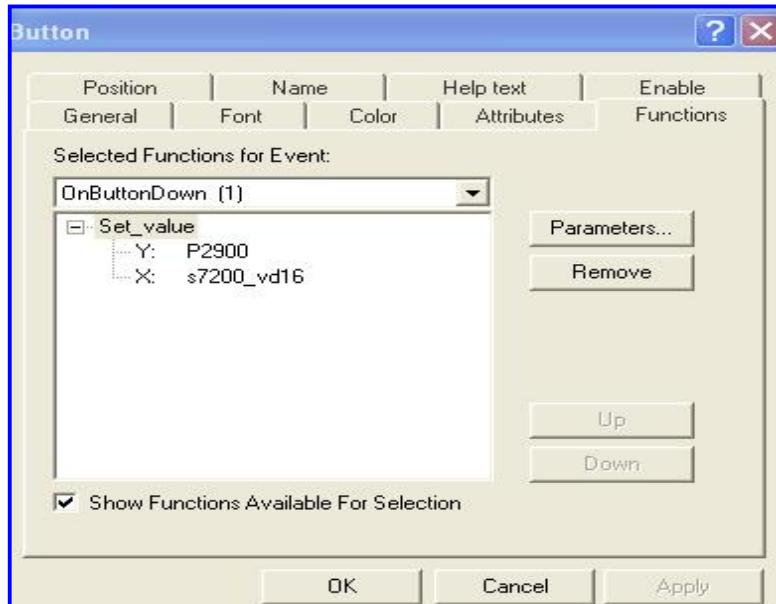 Button
Position Name Help text Enable
General Font Color Attributes Functions
Selected Functions for Event:
OnButtonDown (1)
Set_value
Y: P2900
X: s7200_vd16
Parameters...
Remove
Up
Down
Show Functions Available For Selection
OK Cancel Apply